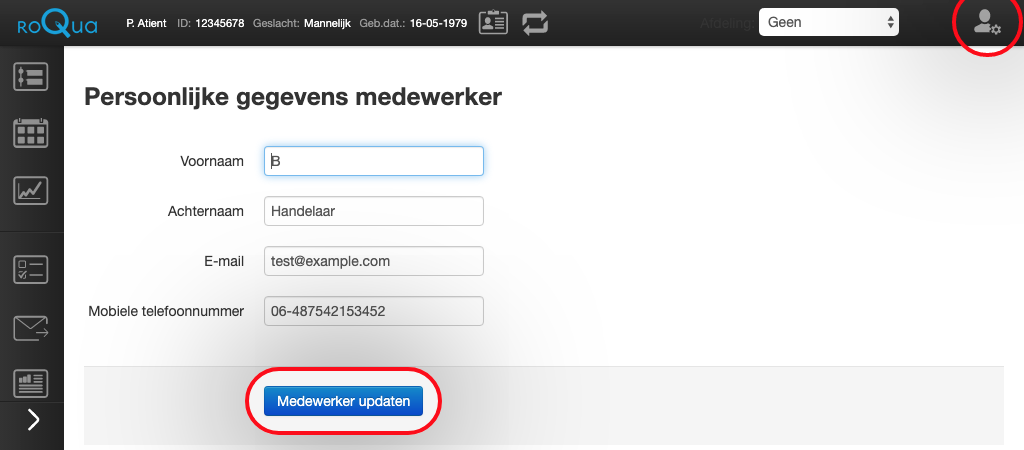 roQua P. Atient ID: 12345678 Geslacht: Mannelijk Geb.dat.: 16-05-1979 Afdeling: Geen
Persoonlijke gegevens medewerker
Voornaam B
Achternaam Handelaar
E-mail test@example.com
Mobiele telefoonnummer 06-487542153452
Medewerker updaten